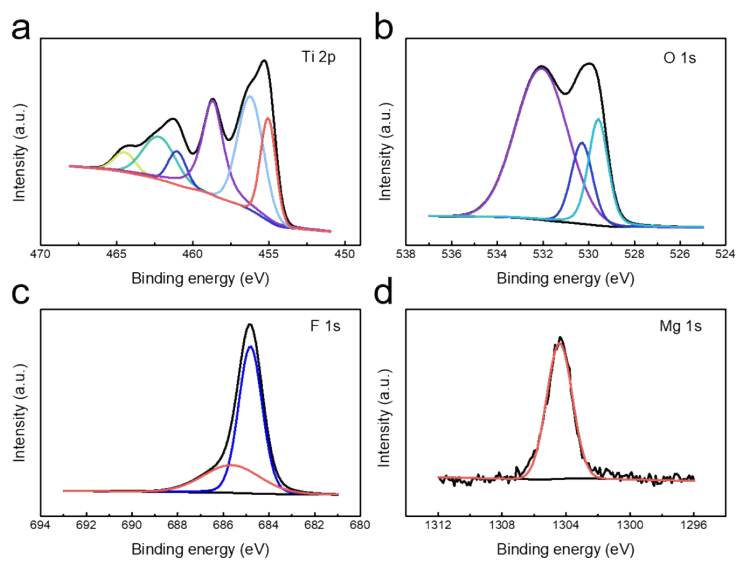 a
Ti 2p
Intensity (a.u.)
470 465 460 455 450
Binding energy (eV)
b
O 1s
Intensity (a.u.)
538 536 534 532 530 528 526 524
Binding energy (eV)
c
F 1s
Intensity (a.u.)
694 692 690 688 686 684 682 680
Binding energy (eV)
d
Mg 1s
Intensity (a.u.)
1312 1308 1304 1300 1296
Binding energy (eV)